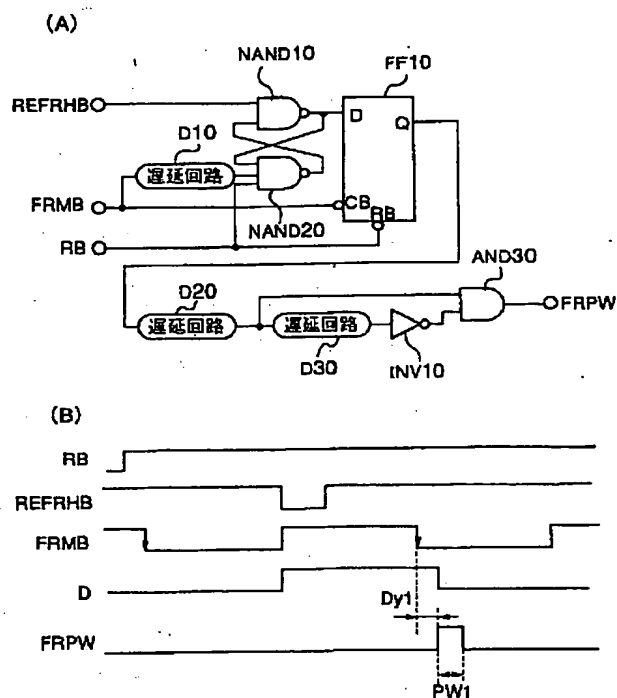 (A)
NAND10
FF10
REFRHB
D
Q
D10
遅延回路
FRMB
CB
NAND20
RB
RB
AND30
D20
FRPW
遅延回路
遅延回路
D30
INV10
(B)
RB
REFRHB
FRMB
D
Dy1
FRPW
PW1